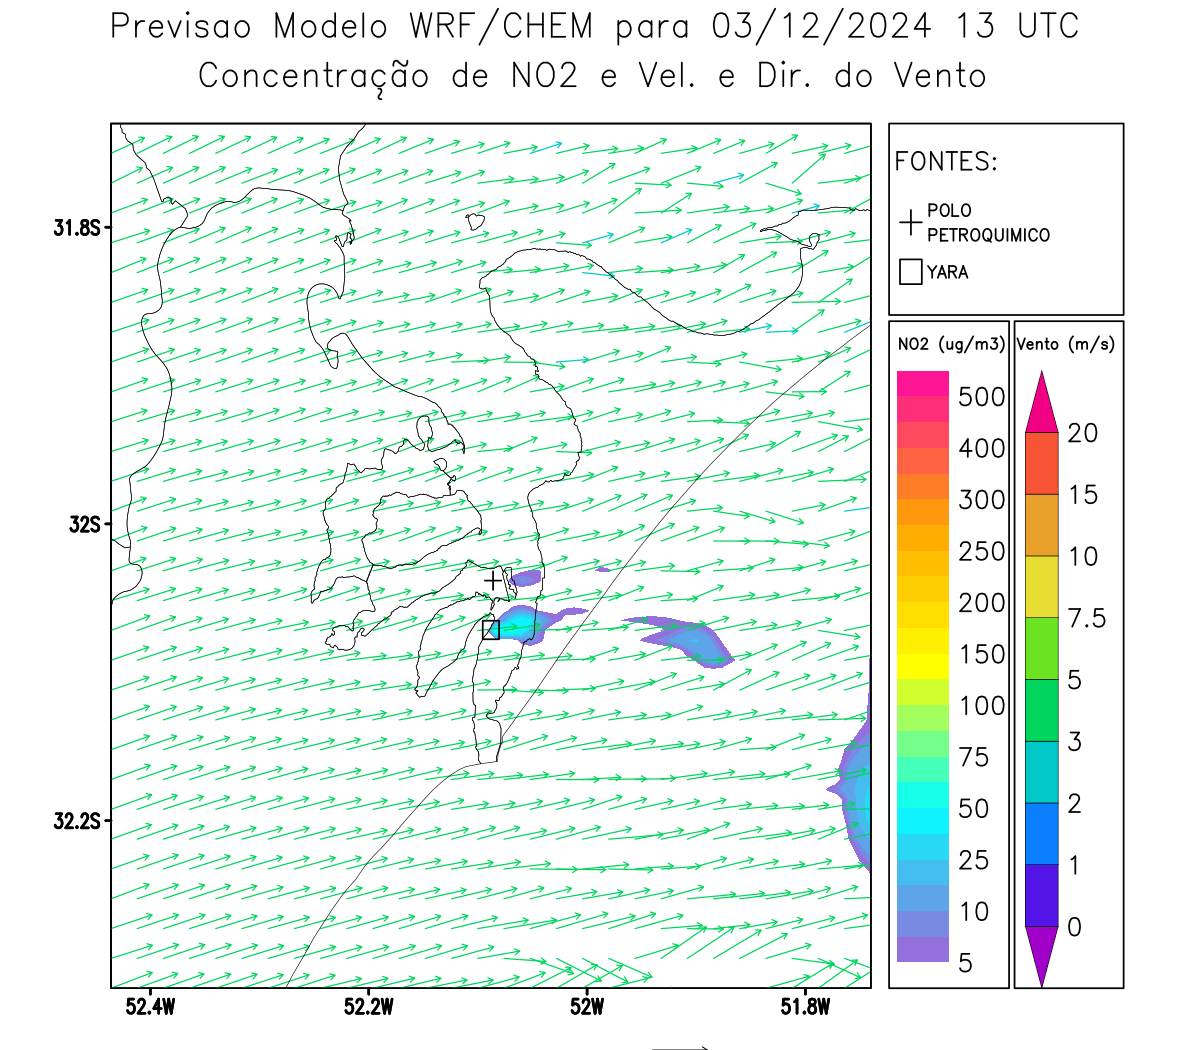 Previsao Modelo WRF/CHEM para 03/12/2024 13 UTC
Concentração de NO2 e Vel. e Dir. do Vento
FONTES:
POLO
PETROQUIMICO
YARA
NO2 (ug/m3)
500
400
300
250
200
150
100
75
50
25
10
5
Vento (m/s)
20
15
10
7.5
5
3
2
1
0
31.8S
32S
32.2S
52.4W
52.2W
52W
51.8W